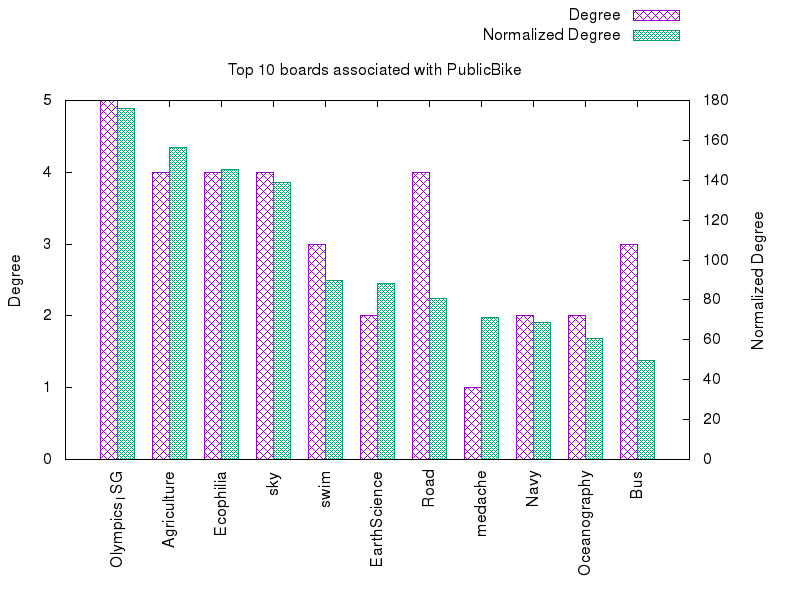 Degree
Normalized Degree
Top 10 boards associated with PublicBike
5
4
3
2
1
0
Degree
180
160
140
120
100
80
60
40
20
0
Normalized Degree
Olympics|SG
Agriculture
Ecophilia
sky
swim
EarthScience
Road
medache
Navy
Oceanography
Bus